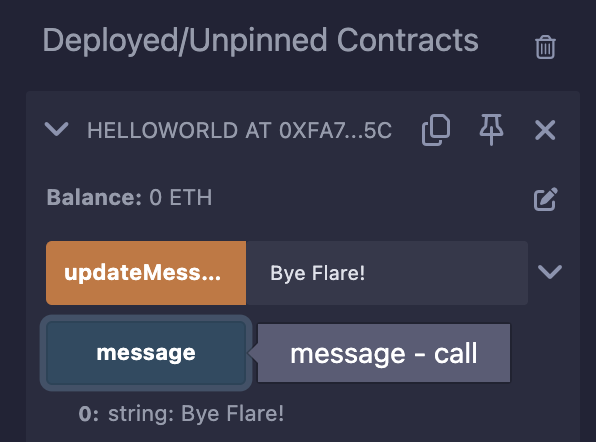 Deployed/Unpinned Contracts
HELLOWORLD AT 0XFA7...5C
Balance: 0 ETH
updateMess... Bye Flare!
message message - call
0: string: Bye Flare!